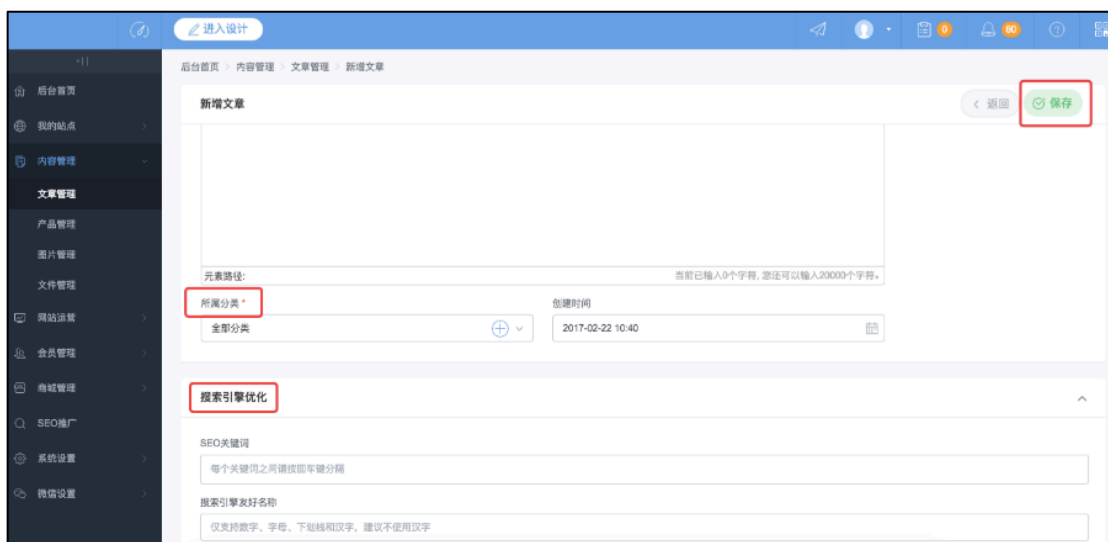 进入设计
0
60
后台首页 > 内容管理 > 文章管理 > 新增文章
后台首页
我的站点
内容管理
文章管理
产品管理
图片管理
文件管理
网站运营
会员管理
商城管理
SEO推广
系统设置
微信设置
新增文章
返回
保存
元素路径:
当前已输入0个字符, 您还可以输入20000个字符。
所属分类 *
创建时间
全部分类
2017-02-22 10:40
搜索引擎优化
SEO关键词
每个关键词之间请按回车键分隔
搜索引擎友好名称
仅支持数字、字母、下划线和汉字，建议不使用汉字